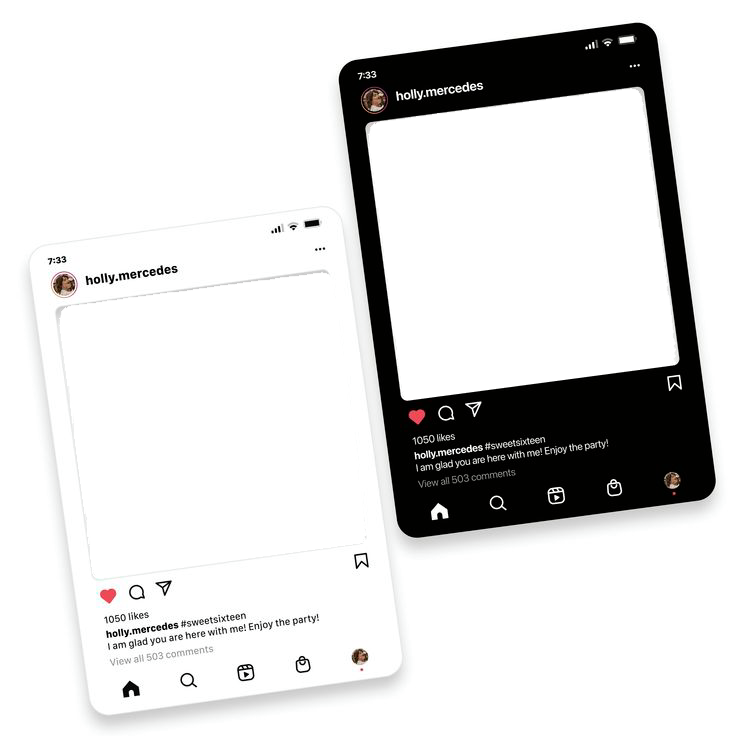 7:33
holly.mercedes
1050 likes
holly.mercedes #sweetsixteen
I am glad you are here with me! Enjoy the party!
View all 503 comments
7:33
holly.mercedes
1050 likes
holly.mercedes #sweetsixteen
I am glad you are here with me! Enjoy the party!
View all 503 comments